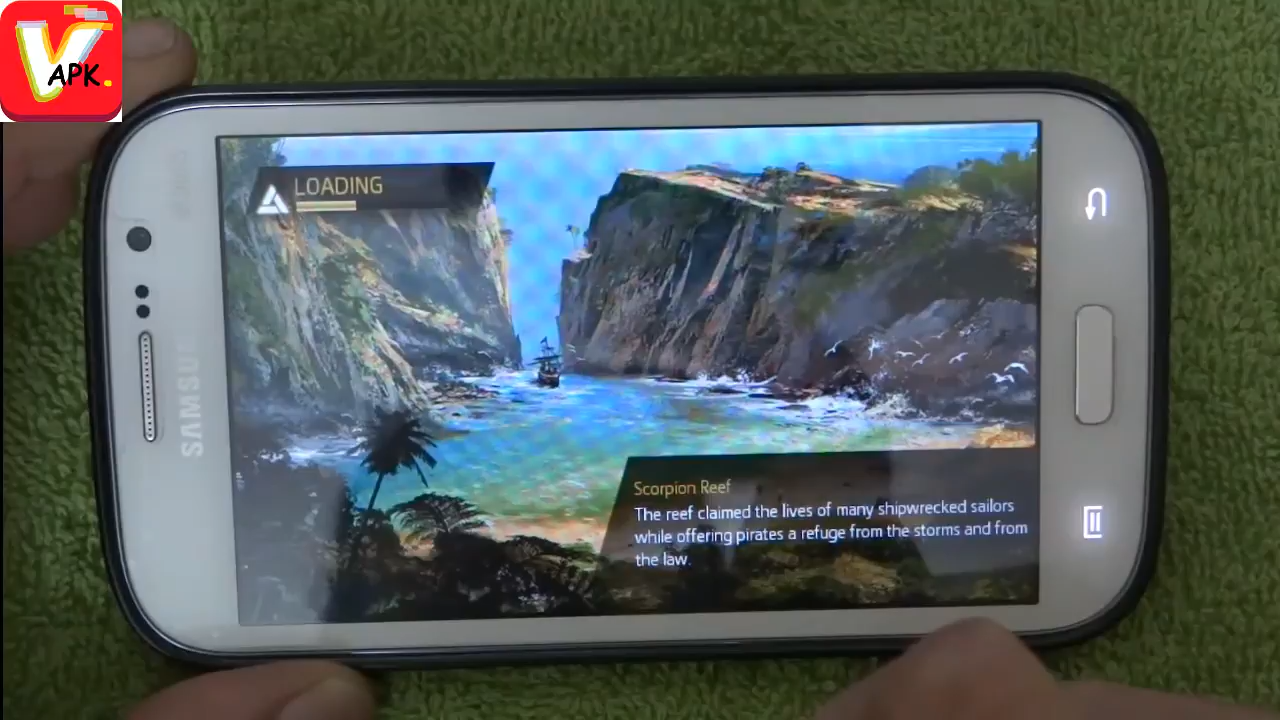 V
APK.
SAMSUNG
LOADING
Scorpion Reef
The reef claimed the lives of many shipwrecked sailors
while offering pirates a refuge from the storms and from
the law.